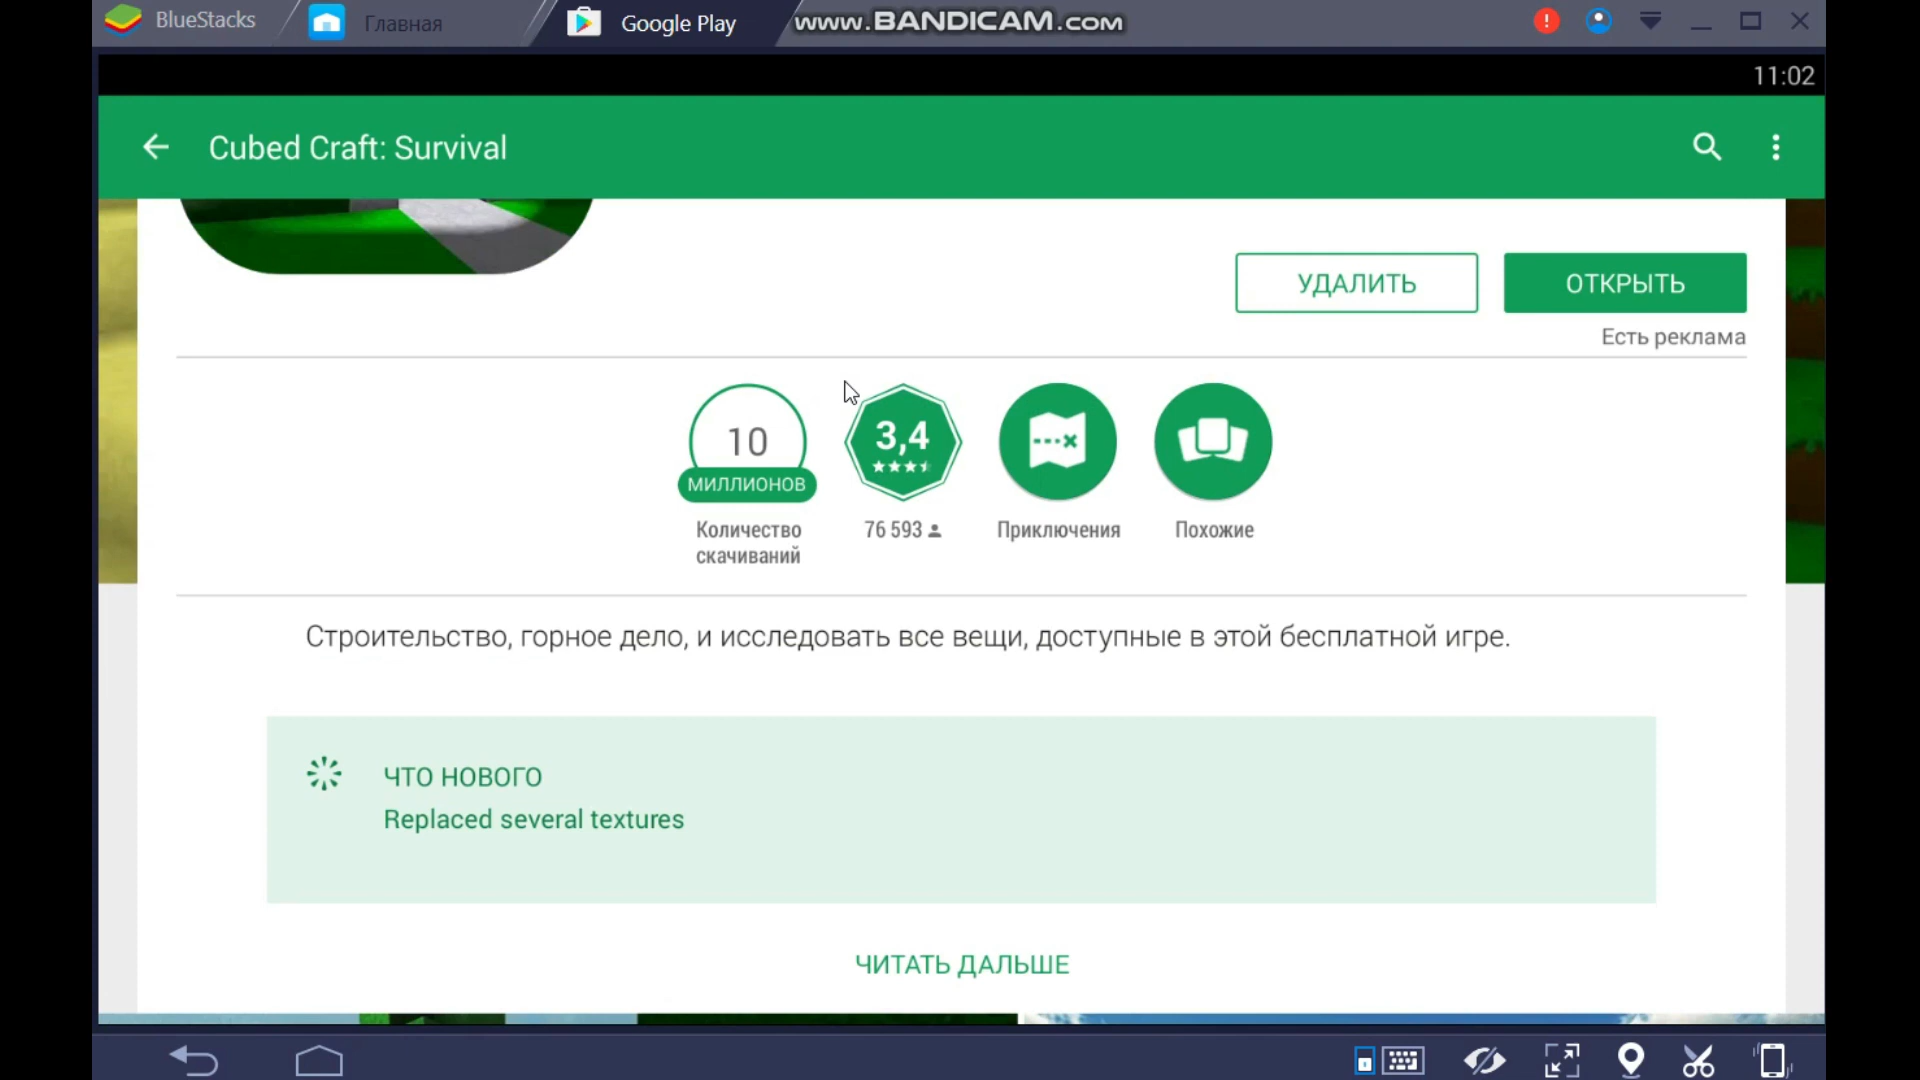 BlueStacks
Главная
Google Play
www.BANDICAM.com
11:02
Cubed Craft: Survival
УДАЛИТЬ
ОТКРЫТЬ
Есть реклама
10
МИЛЛИОНОВ
3,4
Количество
скачиваний
76 593
Приключения
Похожие
Строительство, горное дело, и исследовать все вещи, доступные в этой бесплатной игре.
ЧТО НОВОГО
Replaced several textures
ЧИТАТЬ ДАЛЬШЕ